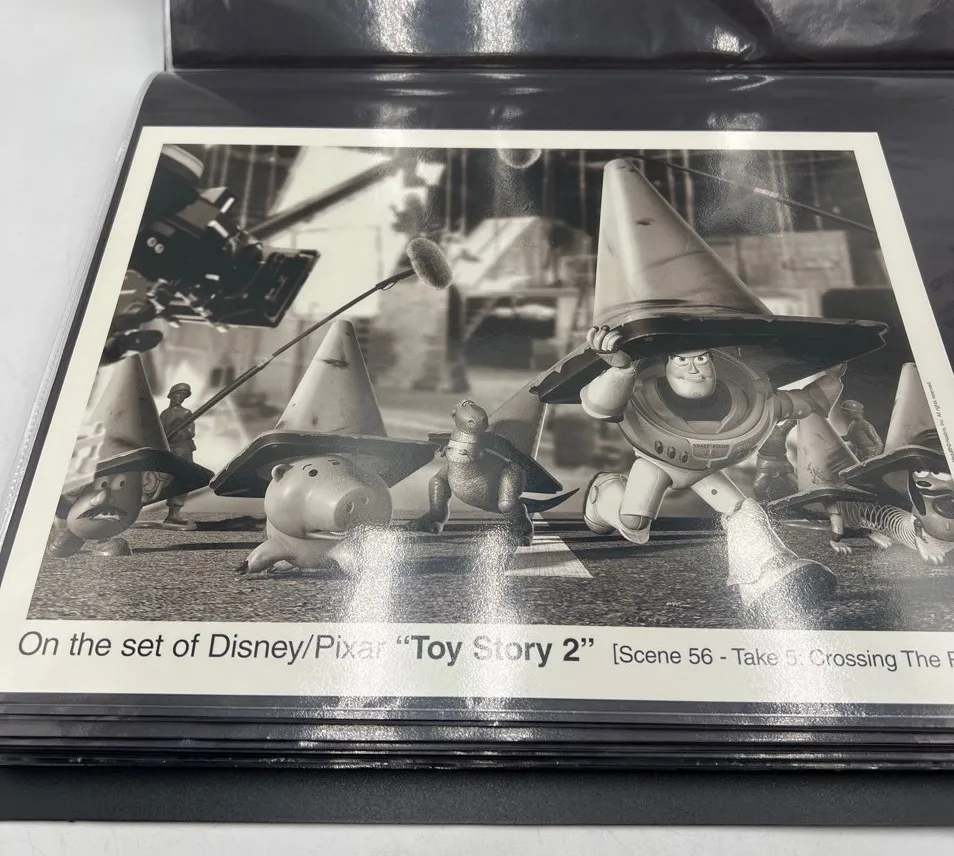 On the set of Disney/Pixar “Toy Story 2” [Scene 56 - Take 5: Crossing The